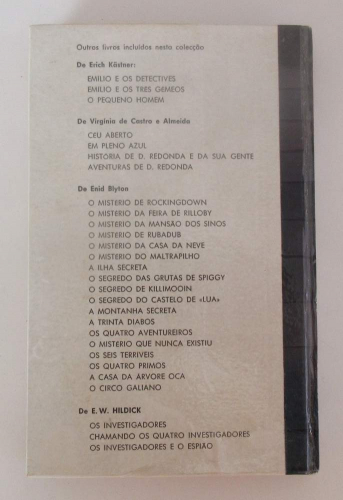 Outros livros incluídos nesta colecção
De Erich Kästner:
EMÍLIO E OS DETECTIVES
EMILIO E OS TRÊS GÉMEOS
O PEQUENO HOMEM
De Virgínia de Castro e Almeida
CÉU ABERTO
EM PLENO AZUL
HISTÓRIA DE D. REDONDA E DA SUA GENTE
AVENTURAS DE D. REDONDA
De Enid Blyton
O MISTÉRIO DE ROCKINGDOWN
O MISTÉRIO DA FEIRA DE RILLOBY
O MISTÉRIO DA MANSÃO DOS SINOS
O MISTÉRIO DE RUBADUB
O MISTÉRIO DA CASA DA NEVE
O MISTÉRIO DO MALTRAPILHO
A ILHA SECRETA
O SEGREDO DAS GRUTAS DE SPIGGY
O SEGREDO DE KILLIMOOIN
O SEGREDO DO CASTELO DE «LUA»
A MONTANHA SECRETA
A TRINTA DIABOS
OS QUATRO AVENTUREIROS
O MISTERIO QUE NUNCA EXISTIU
OS SEIS TERRÍVEIS
OS QUATRO PRIMOS
A CASA DA ÁRVORE OCA
O CIRCO GALIANO
De E. W. HILDICK
OS INVESTIGADORES
CHAMANDO OS QUATRO INVESTIGADORES
OS INVESTIGADORES E O ESPIÃO